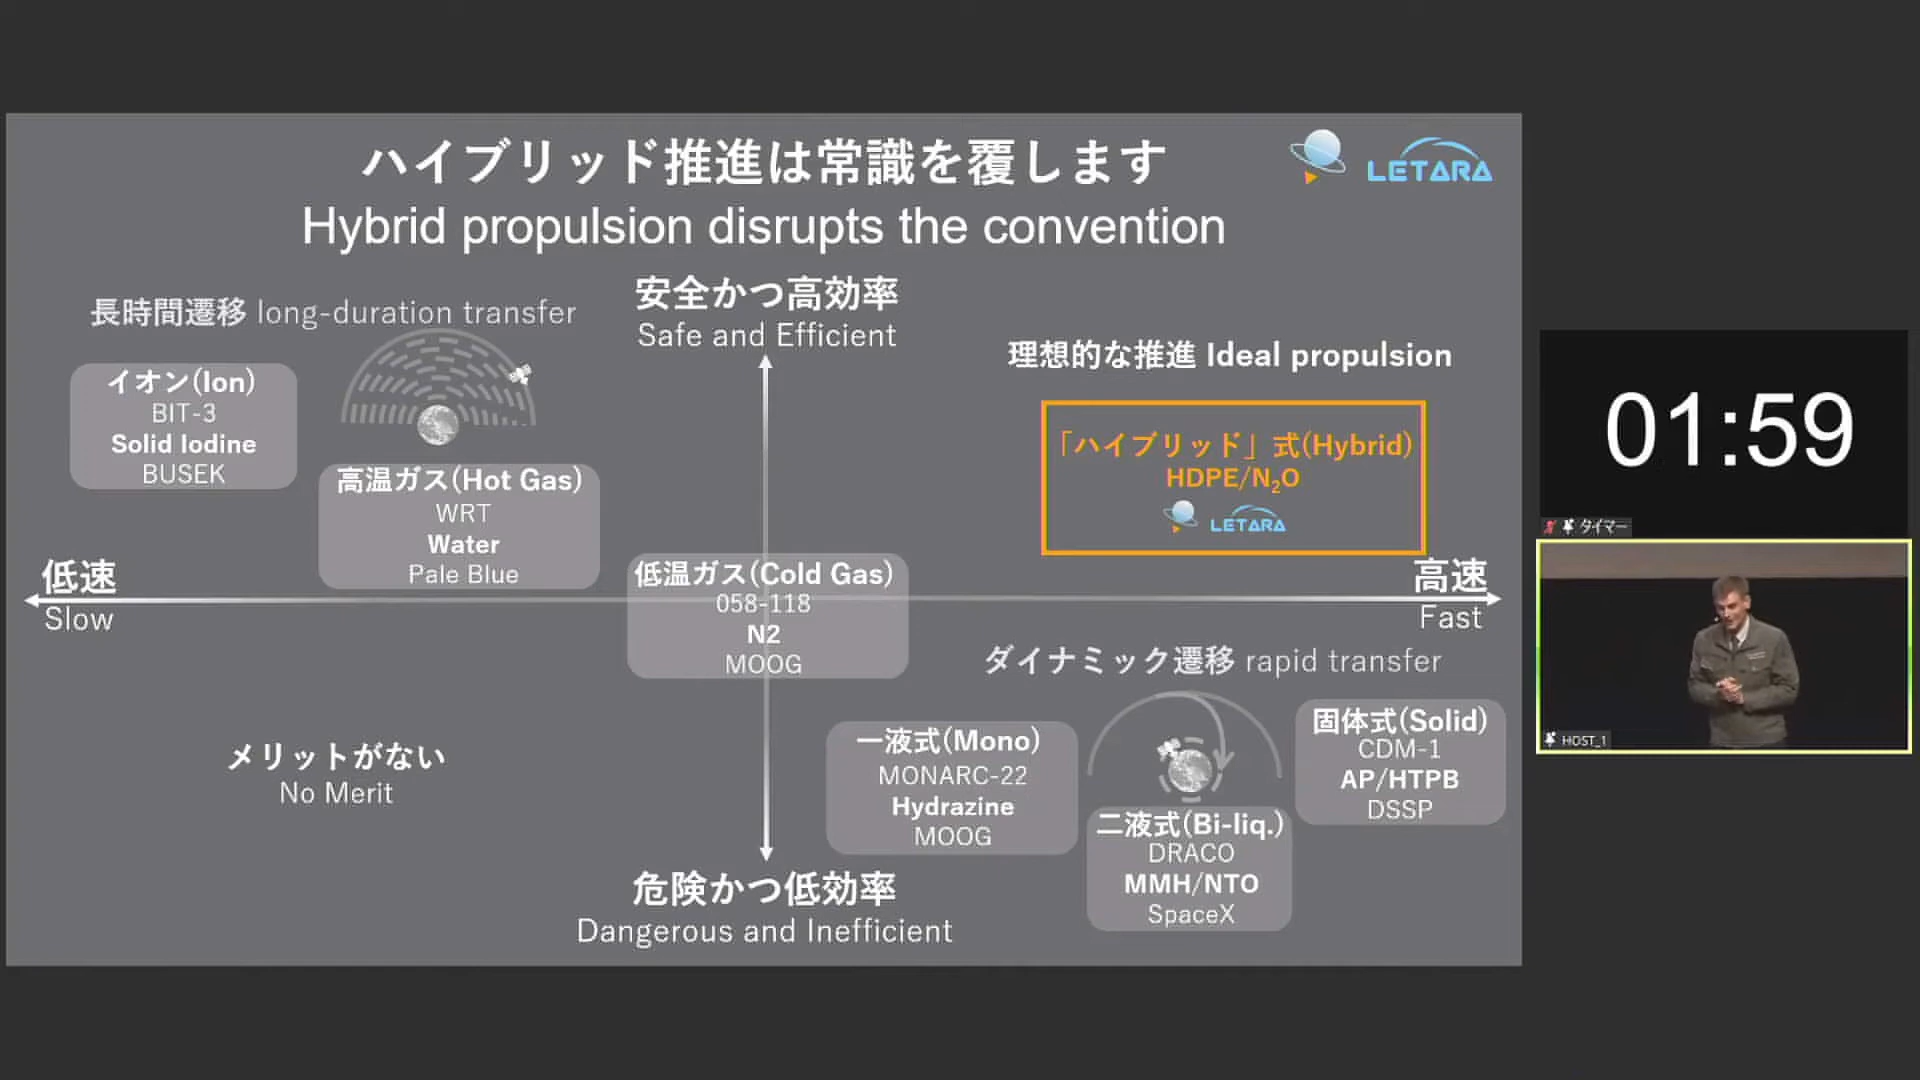 ハイブリッド推進は常識を覆します
LETARA
Hybrid propulsion disrupts the convention
安全かつ高効率
Safe and Efficient
長時間遷移 long-duration transfer
理想的な推進 Ideal propulsion
イオン(Ion)
BIT-3
Solid Iodine
BUSEK
高温ガス(Hot Gas)
WRT
Water
Pale Blue
「ハイブリッド」式(Hybrid)
HDPE/N₂O
LETARA
低速
Slow
低温ガス(Cold Gas)
058-118
N2
MOOG
高速
Fast
ダイナミック遷移 rapid transfer
メリットがない
No Merit
一液式(Mono)
MONARC-22
Hydrazine
MOOG
二液式(Bi-liq.)
DRACO
MMH/NTO
SpaceX
固体式(Solid)
CDM-1
AP/HTPB
DSSP
危険かつ低効率
Dangerous and Inefficient
01:59
タイマー
HOST_1